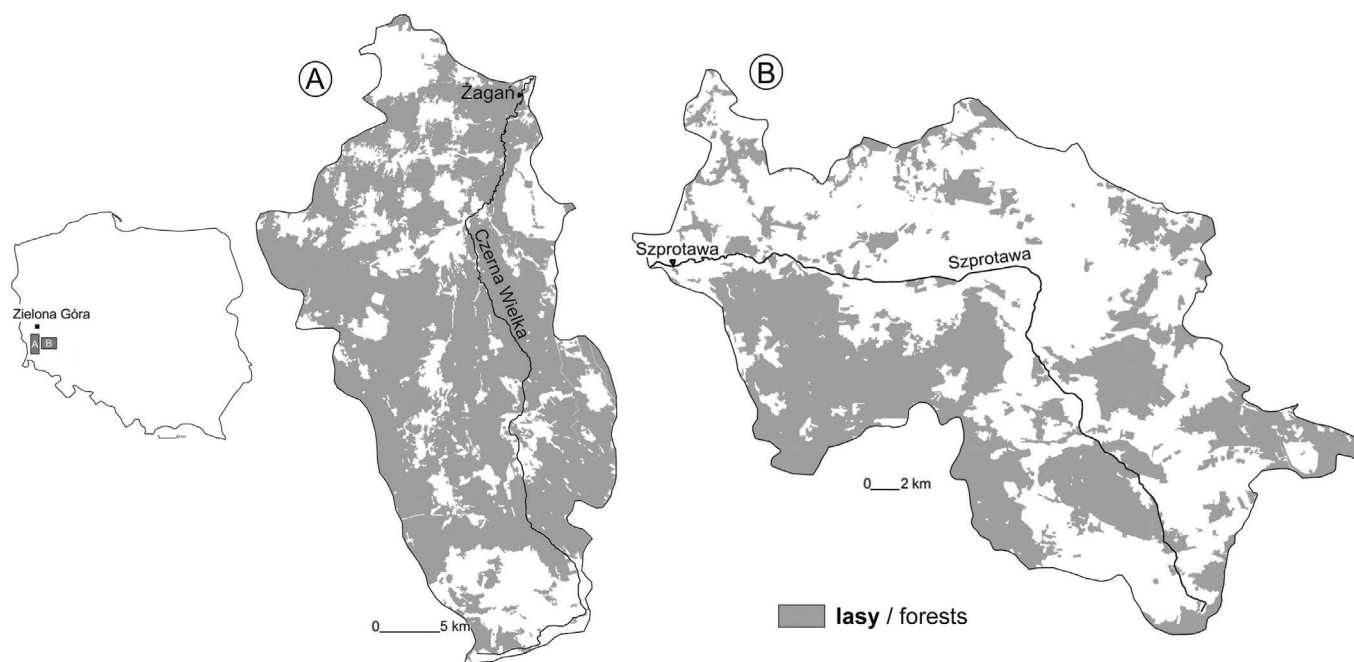 A
Żagań
Czerna Wielka
0 5 km
Zielona Góra
A
B
B
Szprotawa
Szprotawa
0 2 km
lasy / forests